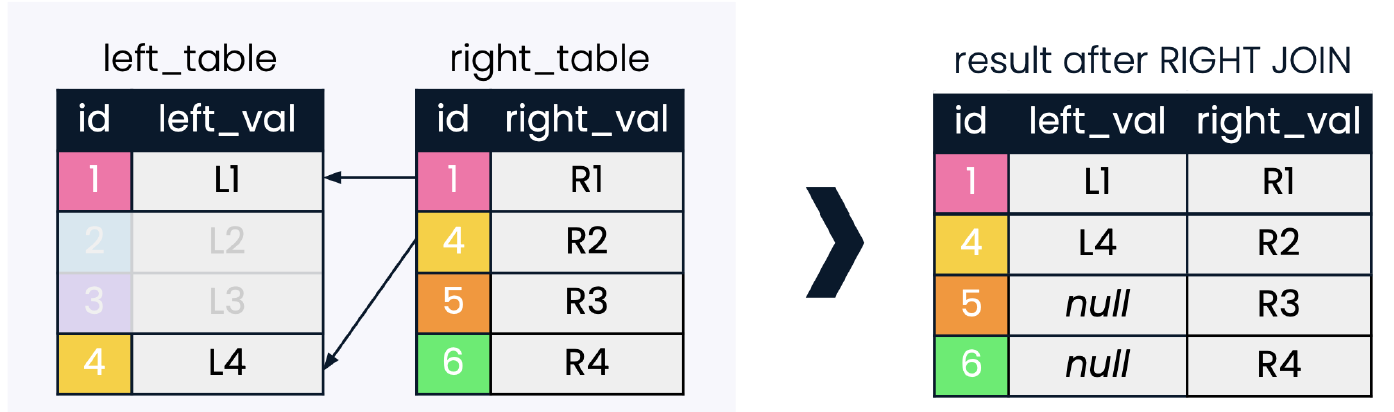 left_table
id left_val
1 L1
2 L2
3 L3
4 L4
right_table
id right_val
1 R1
4 R2
5 R3
6 R4
result after RIGHT JOIN
id left_val right_val
1 L1 R1
4 L4 R2
5 null R3
6 null R4